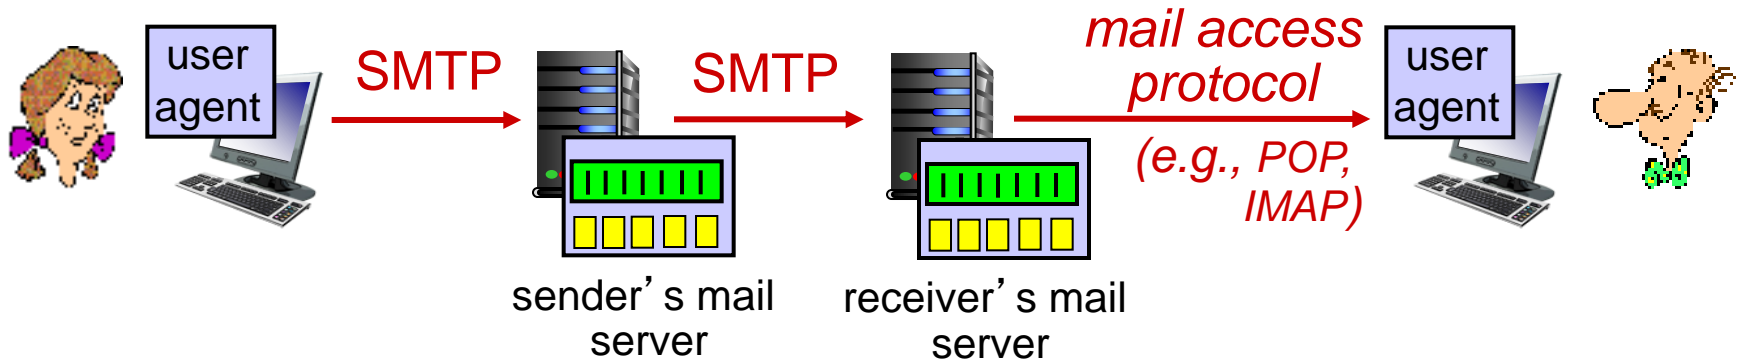 user
agent
SMTP
SMTP
mail access
protocol
(e.g., POP,
IMAP)
user
agent
sender’s mail
server
receiver’s mail
server